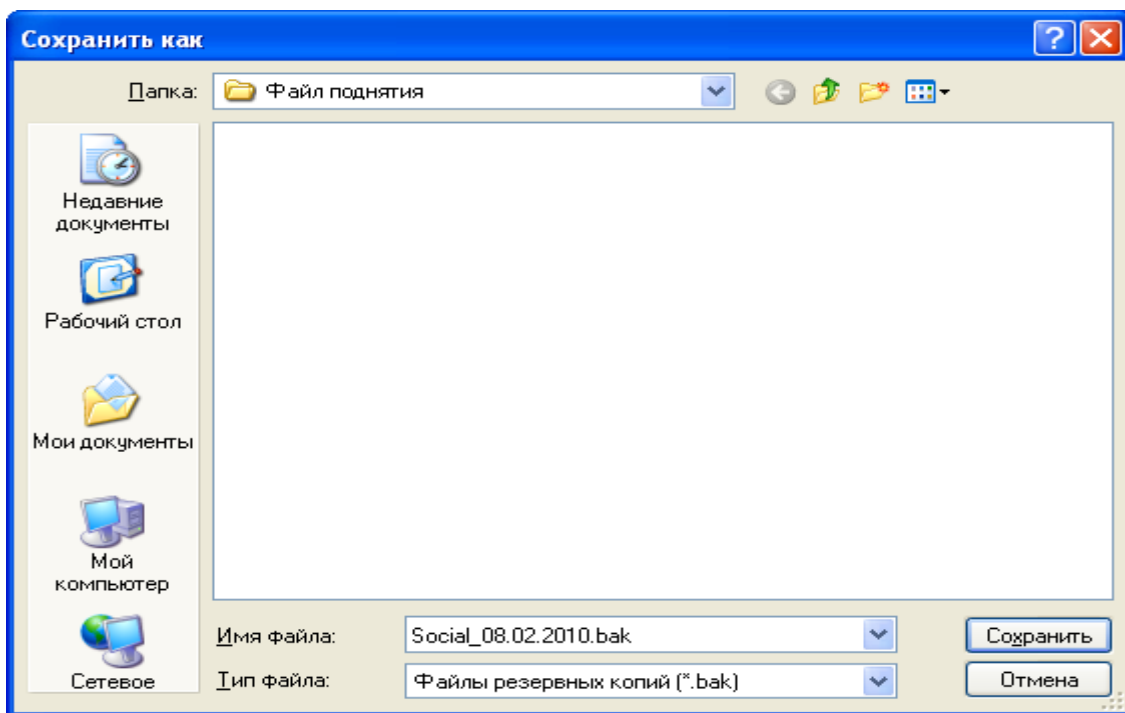 Сохранить как
Папка:
Файл поднятия
Недавние
документы
Рабочий стол
Мои документы
Мой
компьютер
Сетевое
Имя файла:
Social_08.02.2010.bak
Сохранить
Тип файла:
Файлы резервных копий (*.bak)
Отмена